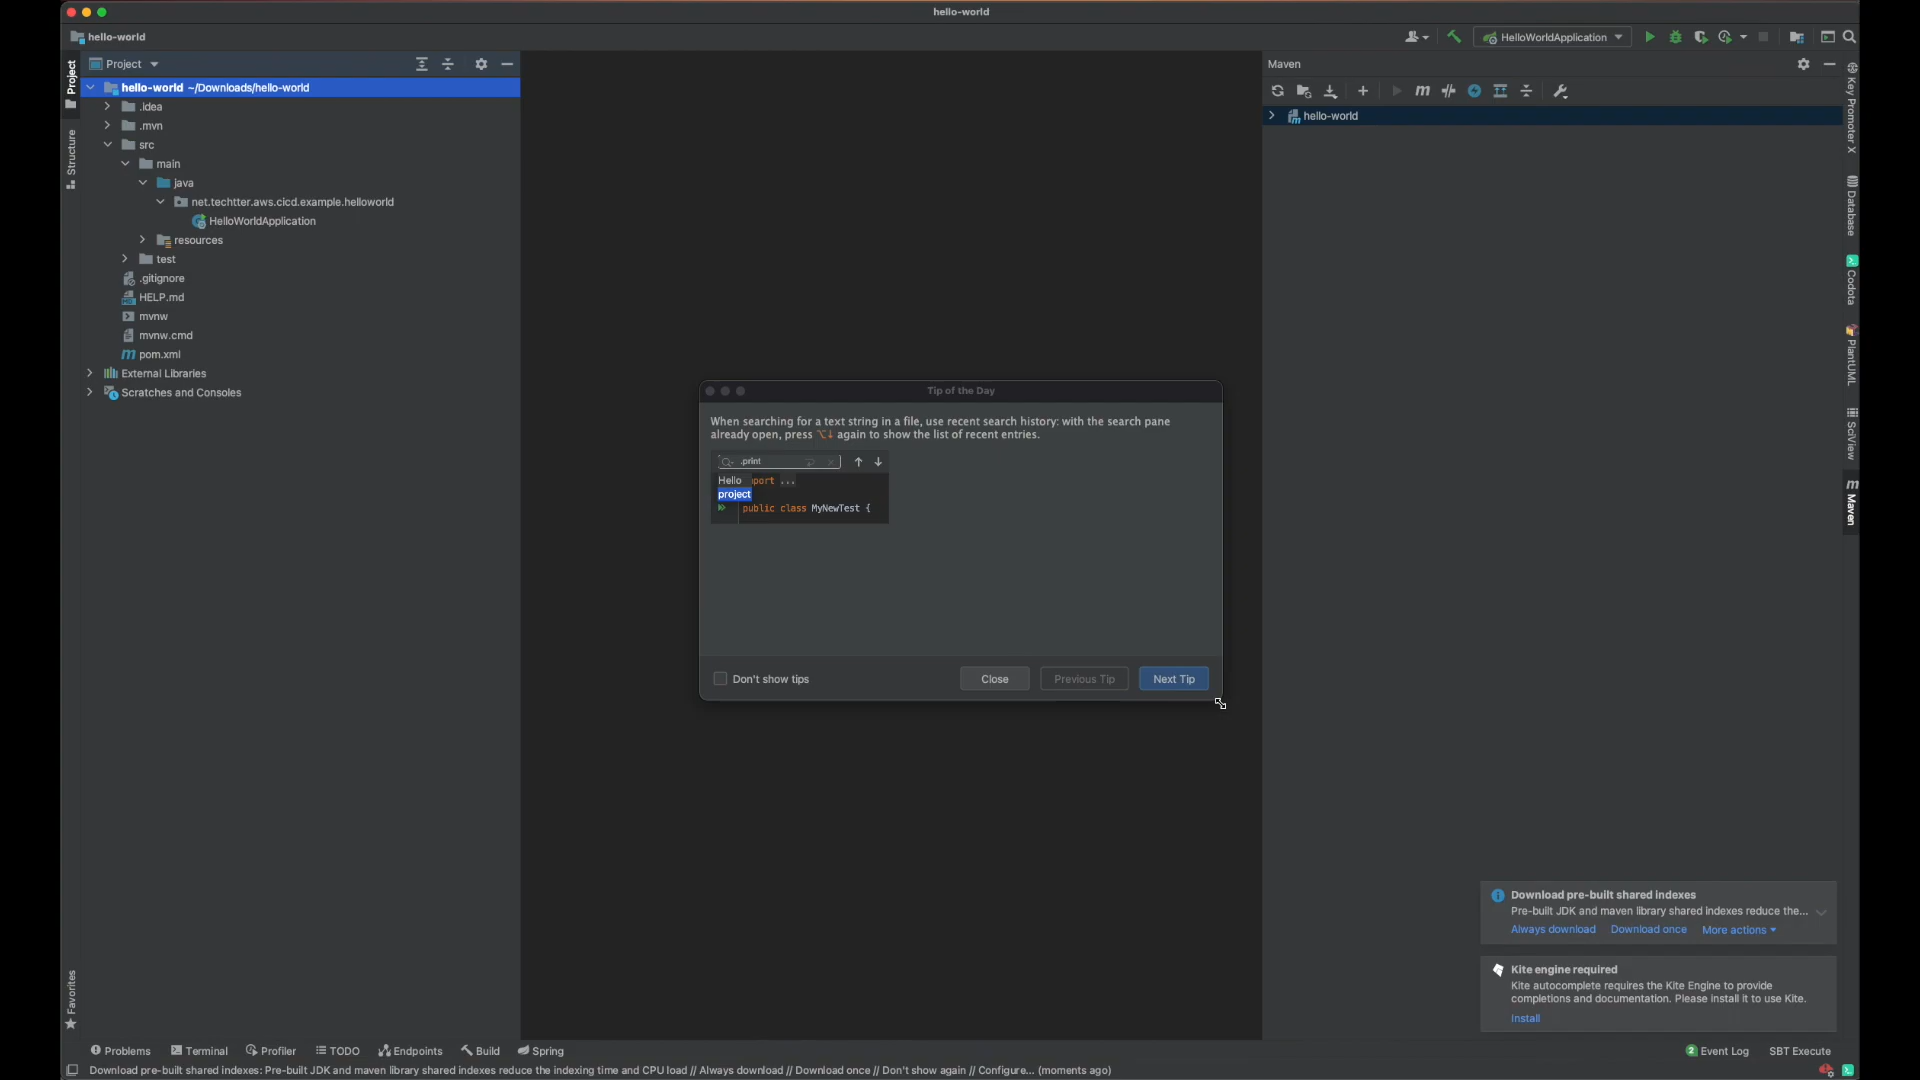 hello-world
hello-world
HelloWorldApplication
Project
Project
hello-world ~/Downloads/hello-world
.idea
.mvn
src
main
java
net.techtter.aws.cicd.example.helloworld
HelloWorldApplication
resources
test
.gitignore
HELP.md
mvnw
mvnw.cmd
pom.xml
External Libraries
Scratches and Consoles
Structure
Favorites
Tip of the Day
When searching for a text string in a file, use recent search history: with the search pane
already open, press ⌥↓ again to show the list of recent entries.
.print
Hello port ...
project
public class MyNewTest {
Don't show tips
Close
Previous Tip
Next Tip
Maven
hello-world
Key Promoter X
Database
Codota
PlantUML
SciView
Maven
Download pre-built shared indexes
Pre-built JDK and maven library shared indexes reduce the...
Always download Download once More actions
Kite engine required
Kite autocomplete requires the Kite Engine to provide
completions and documentation. Please install it to use Kite.
Install
Problems Terminal Profiler TODO Endpoints Build Spring
2 Event Log SBT Execute
Download pre-built shared indexes: Pre-built JDK and maven library shared indexes reduce the indexing time and CPU load // Always download // Download once // Don't show again // Configure... (moments ago)